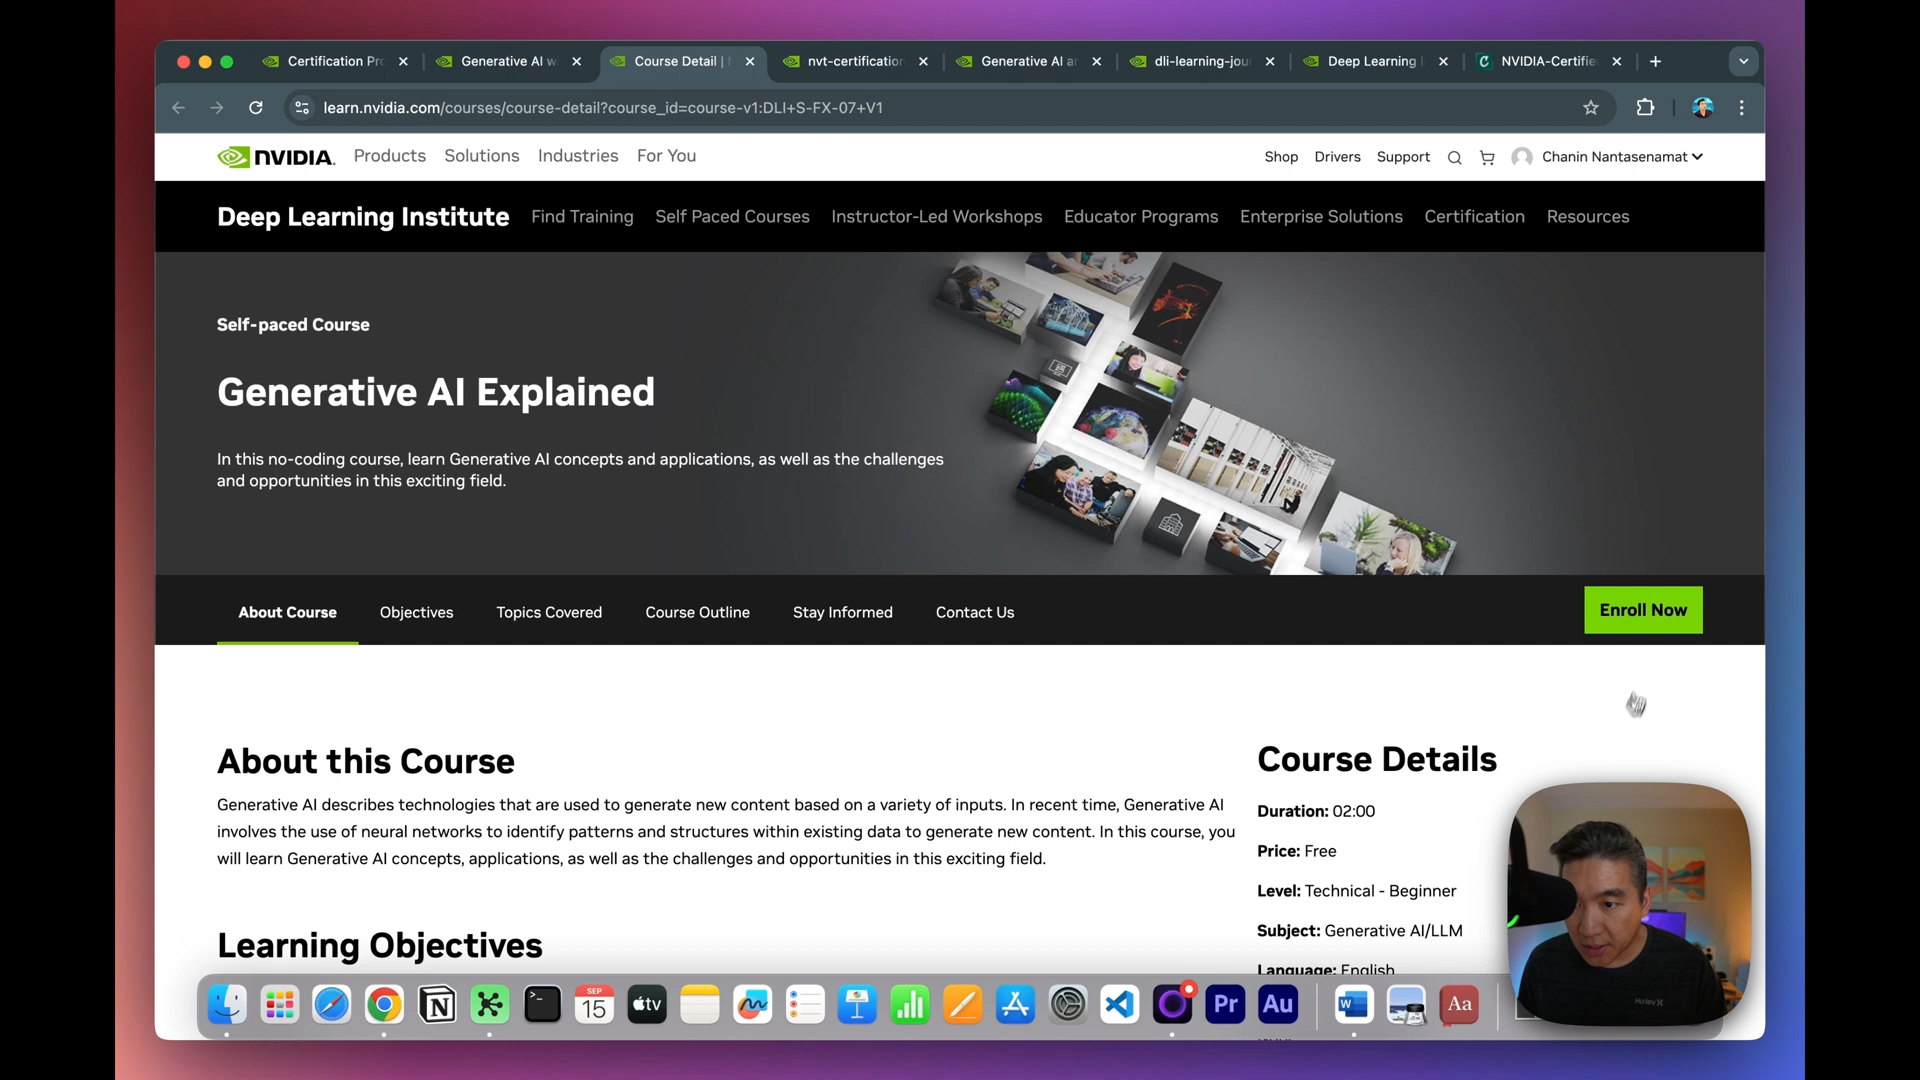 Certification Pr
Generative AI w
Course Detail |
nvt-certification
Generative AI a
dli-learning-jou
Deep Learning
NVIDIA-Certifie
learn.nvidia.com/courses/course-detail?course_id=course-v1:DLI+S-FX-07+V1
NVIDIA.
Products
Solutions
Industries
For You
Shop
Drivers
Support
Chanin Nantasenamat
Deep Learning Institute
Find Training
Self Paced Courses
Instructor-Led Workshops
Educator Programs
Enterprise Solutions
Certification
Resources
Self-paced Course
Generative AI Explained
In this no-coding course, learn Generative AI concepts and applications, as well as the challenges
and opportunities in this exciting field.
About Course
Objectives
Topics Covered
Course Outline
Stay Informed
Contact Us
Enroll Now
About this Course
Generative AI describes technologies that are used to generate new content based on a variety of inputs. In recent time, Generative AI
involves the use of neural networks to identify patterns and structures within existing data to generate new content. In this course, you
will learn Generative AI concepts, applications, as well as the challenges and opportunities in this exciting field.
Course Details
Duration: 02:00
Price: Free
Level: Technical - Beginner
Subject: Generative AI/LLM
Language: English
Learning Objectives
SEP
15
tv
Pr
Au
W
Aa
Hurley